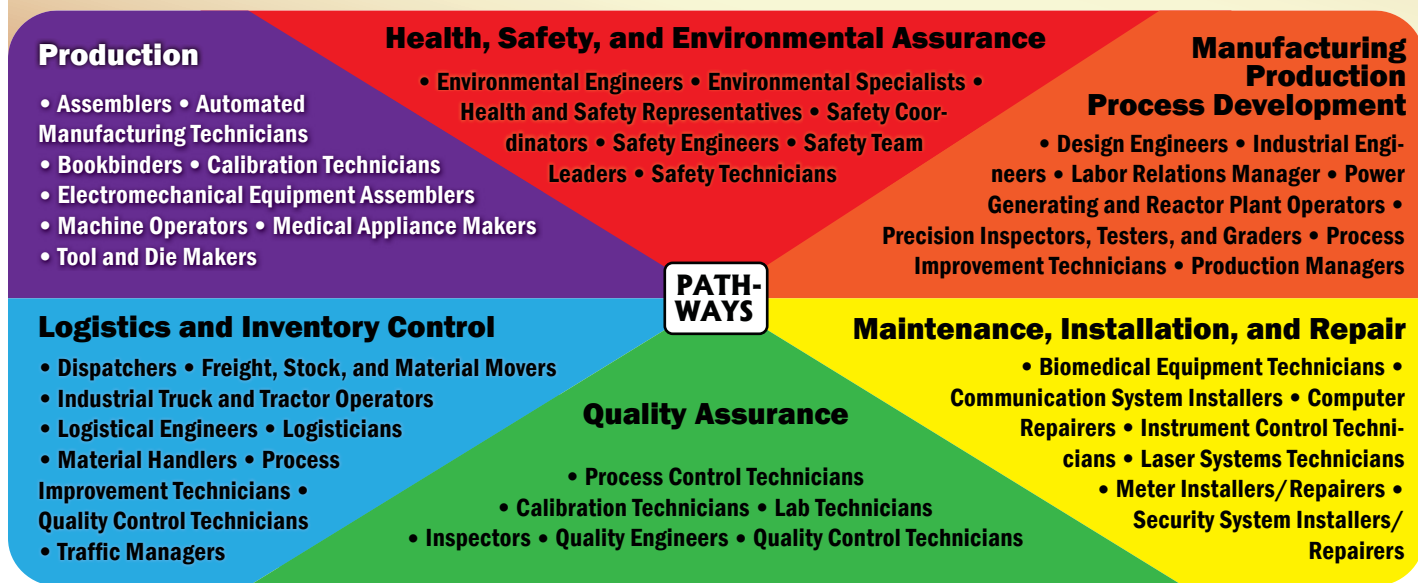 Production
• Assemblers • Automated
Manufacturing Technicians
• Bookbinders • Calibration Technicians
• Electromechanical Equipment Assemblers
• Machine Operators • Medical Appliance Makers
• Tool and Die Makers
Health, Safety, and Environmental Assurance
• Environmental Engineers • Environmental Specialists •
Health and Safety Representatives • Safety Coor-
dinators • Safety Engineers • Safety Team
Leaders • Safety Technicians
Manufacturing
Production
Process Development
• Design Engineers • Industrial Engi-
neers • Labor Relations Manager • Power
Generating and Reactor Plant Operators •
Precision Inspectors, Testers, and Graders • Process
Improvement Technicians • Production Managers
PATH-
WAYS
Logistics and Inventory Control
• Dispatchers • Freight, Stock, and Material Movers
• Industrial Truck and Tractor Operators
• Logistical Engineers • Logisticians
• Material Handlers • Process
Improvement Technicians •
Quality Control Technicians
• Traffic Managers
Quality Assurance
• Process Control Technicians
• Calibration Technicians • Lab Technicians
• Inspectors • Quality Engineers • Quality Control Technicians
Maintenance, Installation, and Repair
• Biomedical Equipment Technicians •
Communication System Installers • Computer
Repairers • Instrument Control Techni-
cians • Laser Systems Technicians
• Meter Installers/Repairers •
Security System Installers/
Repairers